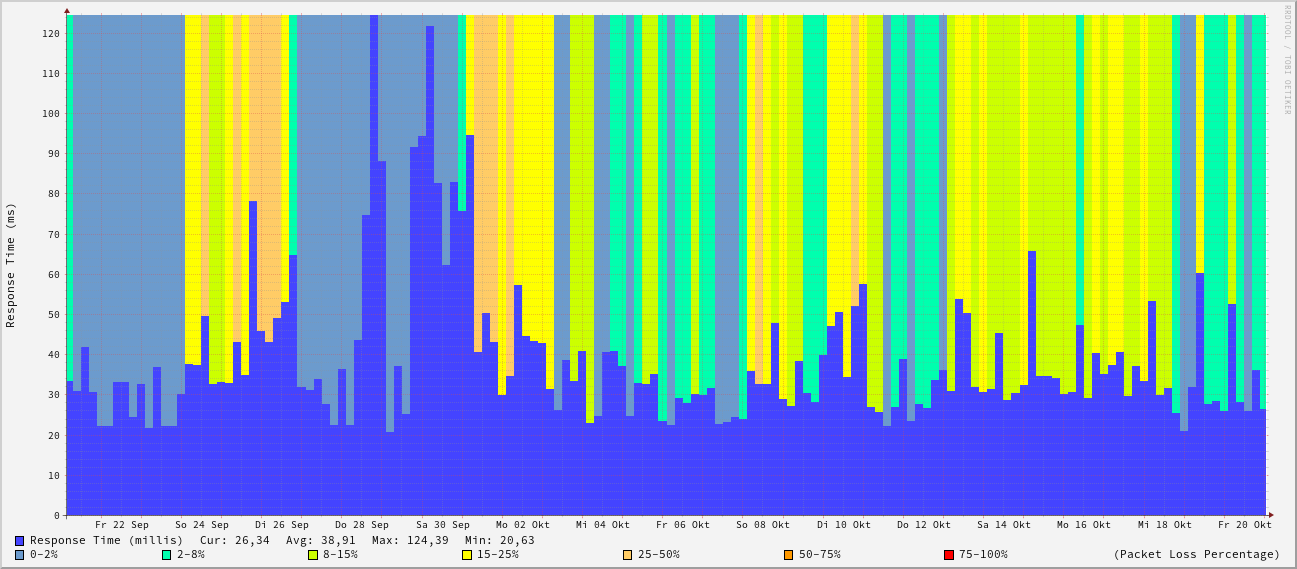 RRDTOOL / TOBI OETIKER
Response Time (ms)
120
110
100
90
80
70
60
50
40
30
20
10
0
Fr 22 Sep So 24 Sep Di 26 Sep Do 28 Sep Sa 30 Sep Mo 02 Okt Mi 04 Okt Fr 06 Okt So 08 Okt Di 10 Okt Do 12 Okt Sa 14 Okt Mo 16 Okt Mi 18 Okt Fr 20 Okt
Response Time (millis) Cur: 26,34 Avg: 38,91 Max: 124,39 Min: 20,63
0-2% 2-8% 8-15% 15-25% 25-50% 50-75% 75-100% (Packet Loss Percentage)